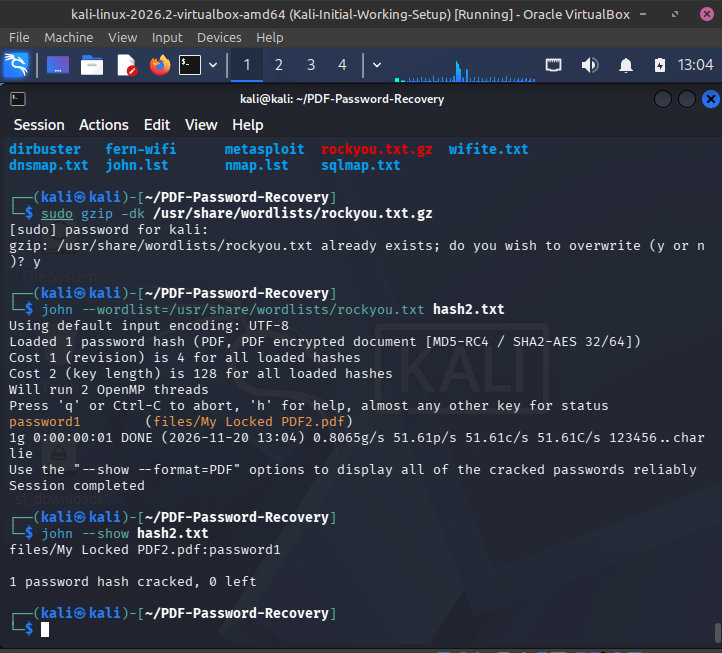 kali-linux-2026.2-virtualbox-amd64 (Kali-Initial-Working-Setup) [Running] - Oracle VirtualBox
File Machine View Input Devices Help
1 2 3 4 13:04
kali@kali: ~/PDF-Password-Recovery
Session Actions Edit View Help
dirbuster fern-wifi metasploit rockyou.txt.gz wifite.txt
dnsmap.txt john.lst nmap.lst sqlmap.txt
┌──(kali㉿kali)-[~/PDF-Password-Recovery]
└─$ sudo gzip -dk /usr/share/wordlists/rockyou.txt.gz
[sudo] password for kali:
gzip: /usr/share/wordlists/rockyou.txt already exists; do you wish to overwrite (y or n
)? y
File System
┌──(kali㉿kali)-[~/PDF-Password-Recovery]
└─$ john --wordlist=/usr/share/wordlists/rockyou.txt hash2.txt
Using default input encoding: UTF-8
Loaded 1 password hash (PDF, PDF encrypted document [MD5-RC4 / SHA2-AES 32/64])
Cost 1 (revision) is 4 for all loaded hashes
Cost 2 (key length) is 128 for all loaded hashes
Will run 2 OpenMP threads
Press 'q' or Ctrl-C to abort, 'h' for help, almost any other key for status
KALI
password1 (files/My Locked PDF2.pdf)
1g 0:00:00:01 DONE (2026-11-20 13:04) 0.8065g/s 51.61p/s 51.61c/s 51.61C/s 123456..char
lie
Use the "--show --format=PDF" options to display all of the cracked passwords reliably
Session completed
sf_downloads
┌──(kali㉿kali)-[~/PDF-Password-Recovery]
└─$ john --show hash2.txt
files/My Locked PDF2.pdf:password1
1 password hash cracked, 0 left
┌──(kali㉿kali)-[~/PDF-Password-Recovery]
└─$